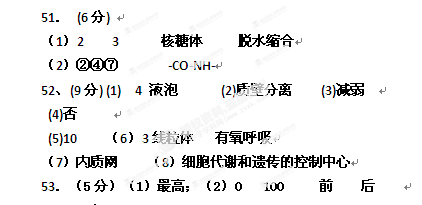 51. (6分)
(1) 2 3 核糖体 脱水缩合
(2) ②④⑦ -CO-NH-
52、(9分) (1) 4 液泡 (2)质壁分离 (3)减弱
(4)否
(5)10 (6) 3 线粒体 有氧呼吸
(7) 内质网 (8) 细胞代谢和遗传的控制中心
53. (5分) (1) 最高; (2) 0 100 前 后